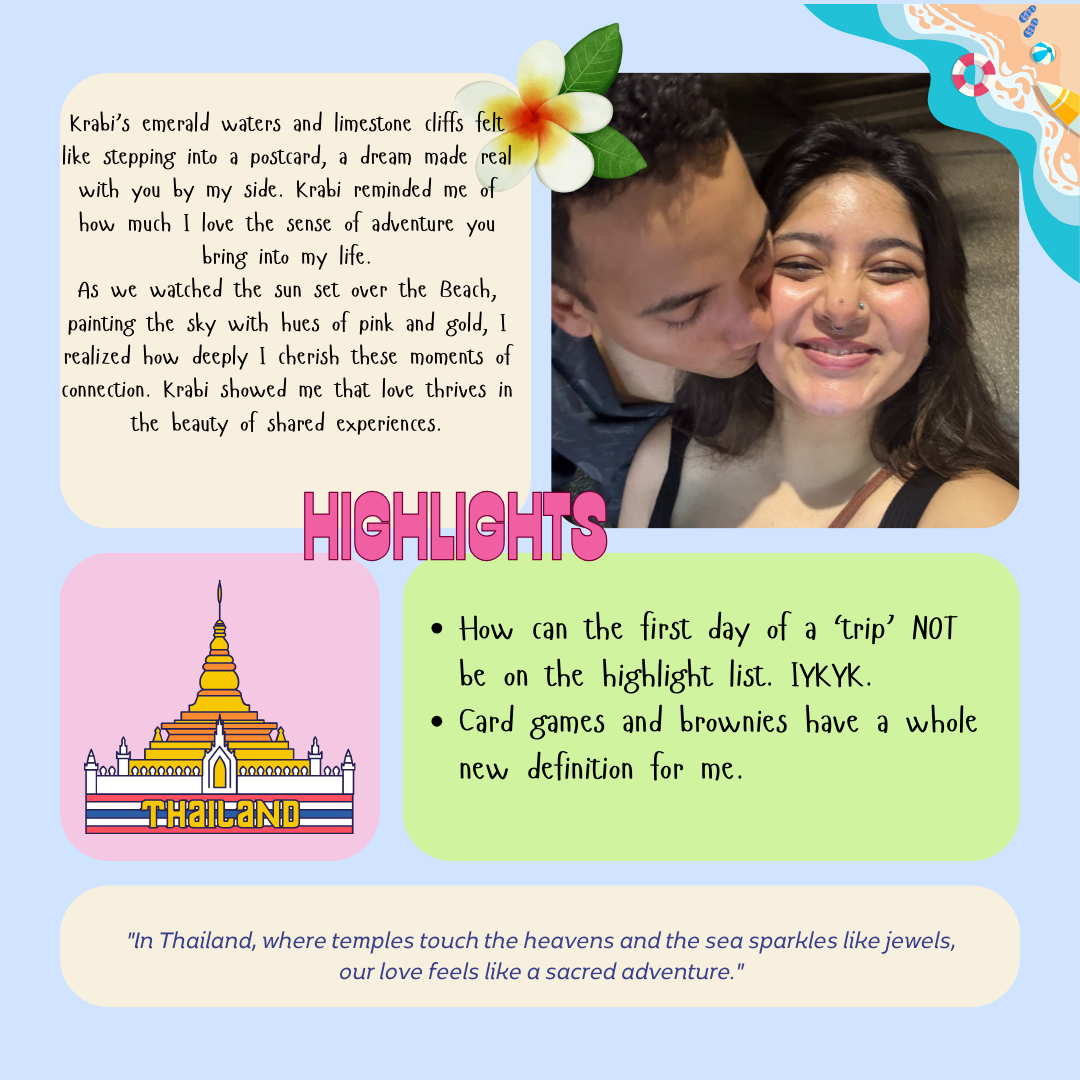 Krabi's emerald waters and limestone cliffs felt
like stepping into a postcard, a dream made real
with you by my side. Krabi reminded me of
how much I love the sense of adventure you
bring into my life.
As we watched the sun set over the Beach,
painting the sky with hues of pink and gold, I
realized how deeply I cherish these moments of
connection. Krabi showed me that love thrives in
the beauty of shared experiences.
HIGHLIGHTS
THAILAND
• How can the first day of a 'trip' NOT
be on the highlight list. IYKYK.
• Card games and brownies have a whole
new definition for me.
"In Thailand, where temples touch the heavens and the sea sparkles like jewels,
our love feels like a sacred adventure."